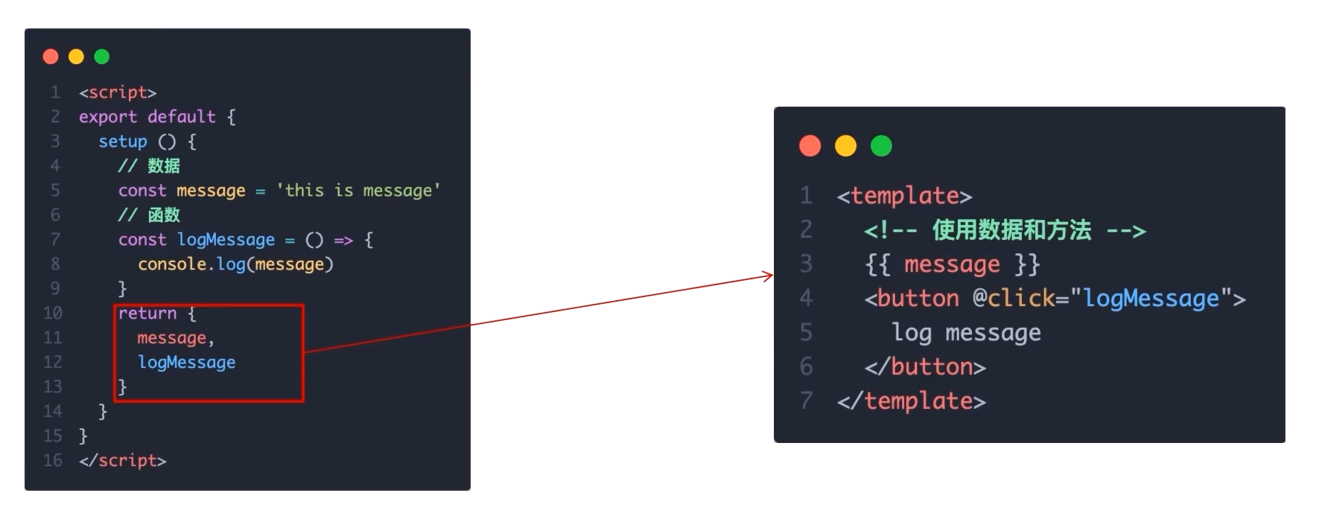 1 <script>
2 export default {
3   setup () {
4     // 数据
5     const message = 'this is message'
6     // 函数
7     const logMessage = () => {
8       console.log(message)
9     }
10     return {
11       message,
12       logMessage
13     }
14   }
15 }
16 </script>
1 <template>
2   <!-- 使用数据和方法 -->
3   {{ message }}
4   <button @click="logMessage">
5     log message
6   </button>
7 </template>